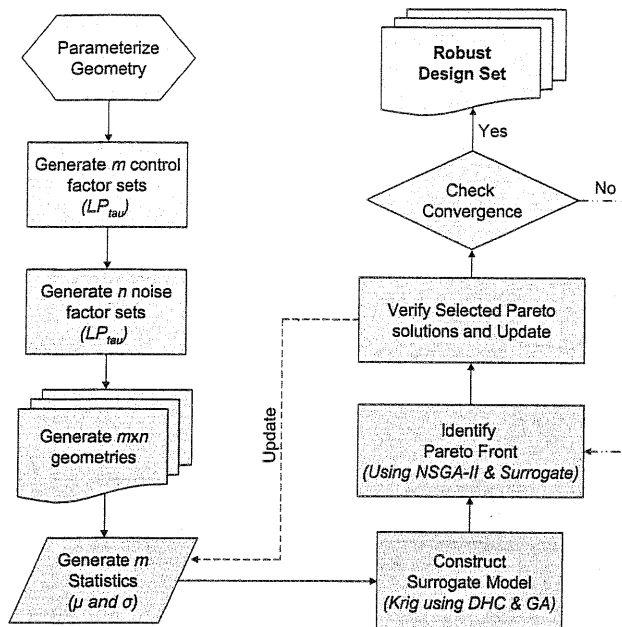 Parameterize
Geometry
Generate m control
factor sets
(LPtau)
Generate n noise
factor sets
(LPtau)
Generate mxn
geometries
Generate m
Statistics
(μ and σ)
Update
Robust
Design Set
Yes
Check
Convergence
No
Verify Selected Pareto
solutions and Update
Identify
Pareto Front
(Using NSGA-II & Surrogate)
Construct
Surrogate Model
(Krig using DHC & GA)